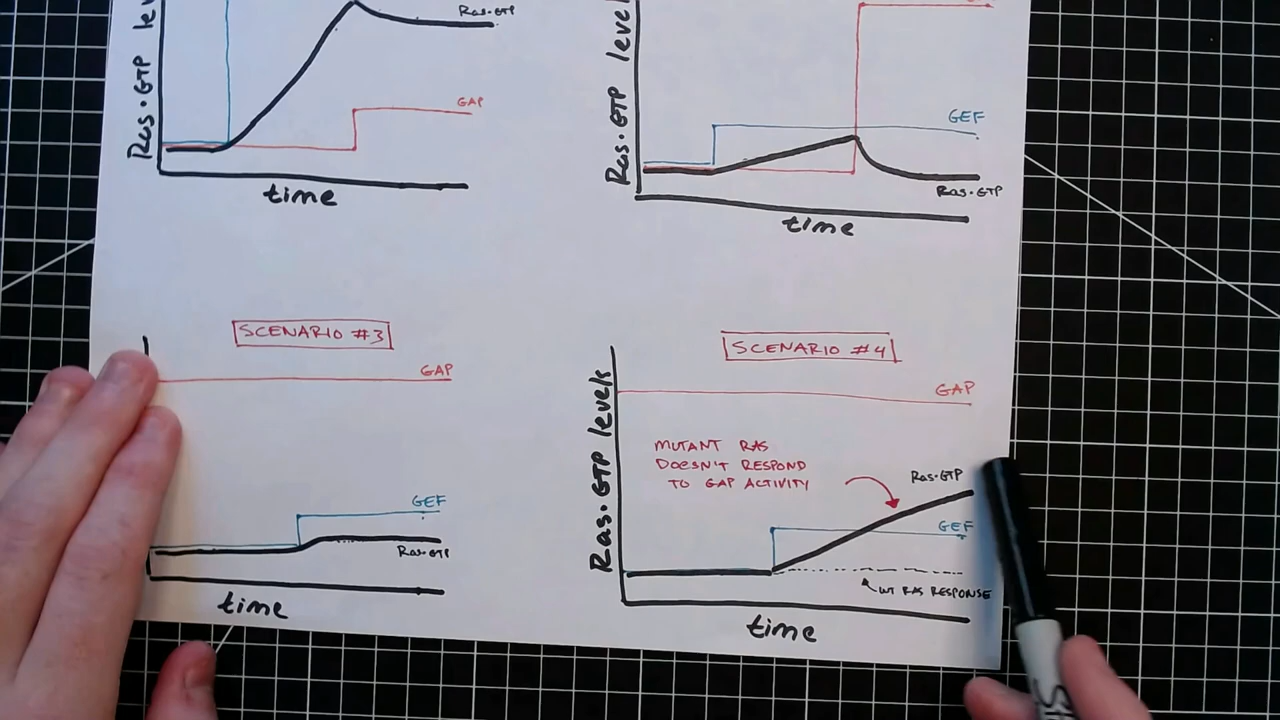 Ras·GTP leve
Ras·GTP
GAP
time
Ras·GTP levels
GEF
Ras·GTP
time
SCENARIO #3
GAP
GEF
Ras·GTP
time
SCENARIO #4
Ras·GTP levels
GAP
MUTANT RAS
DOESN'T RESPOND
TO GAP ACTIVITY
Ras·GTP
GEF
WT RAS RESPONSE
time